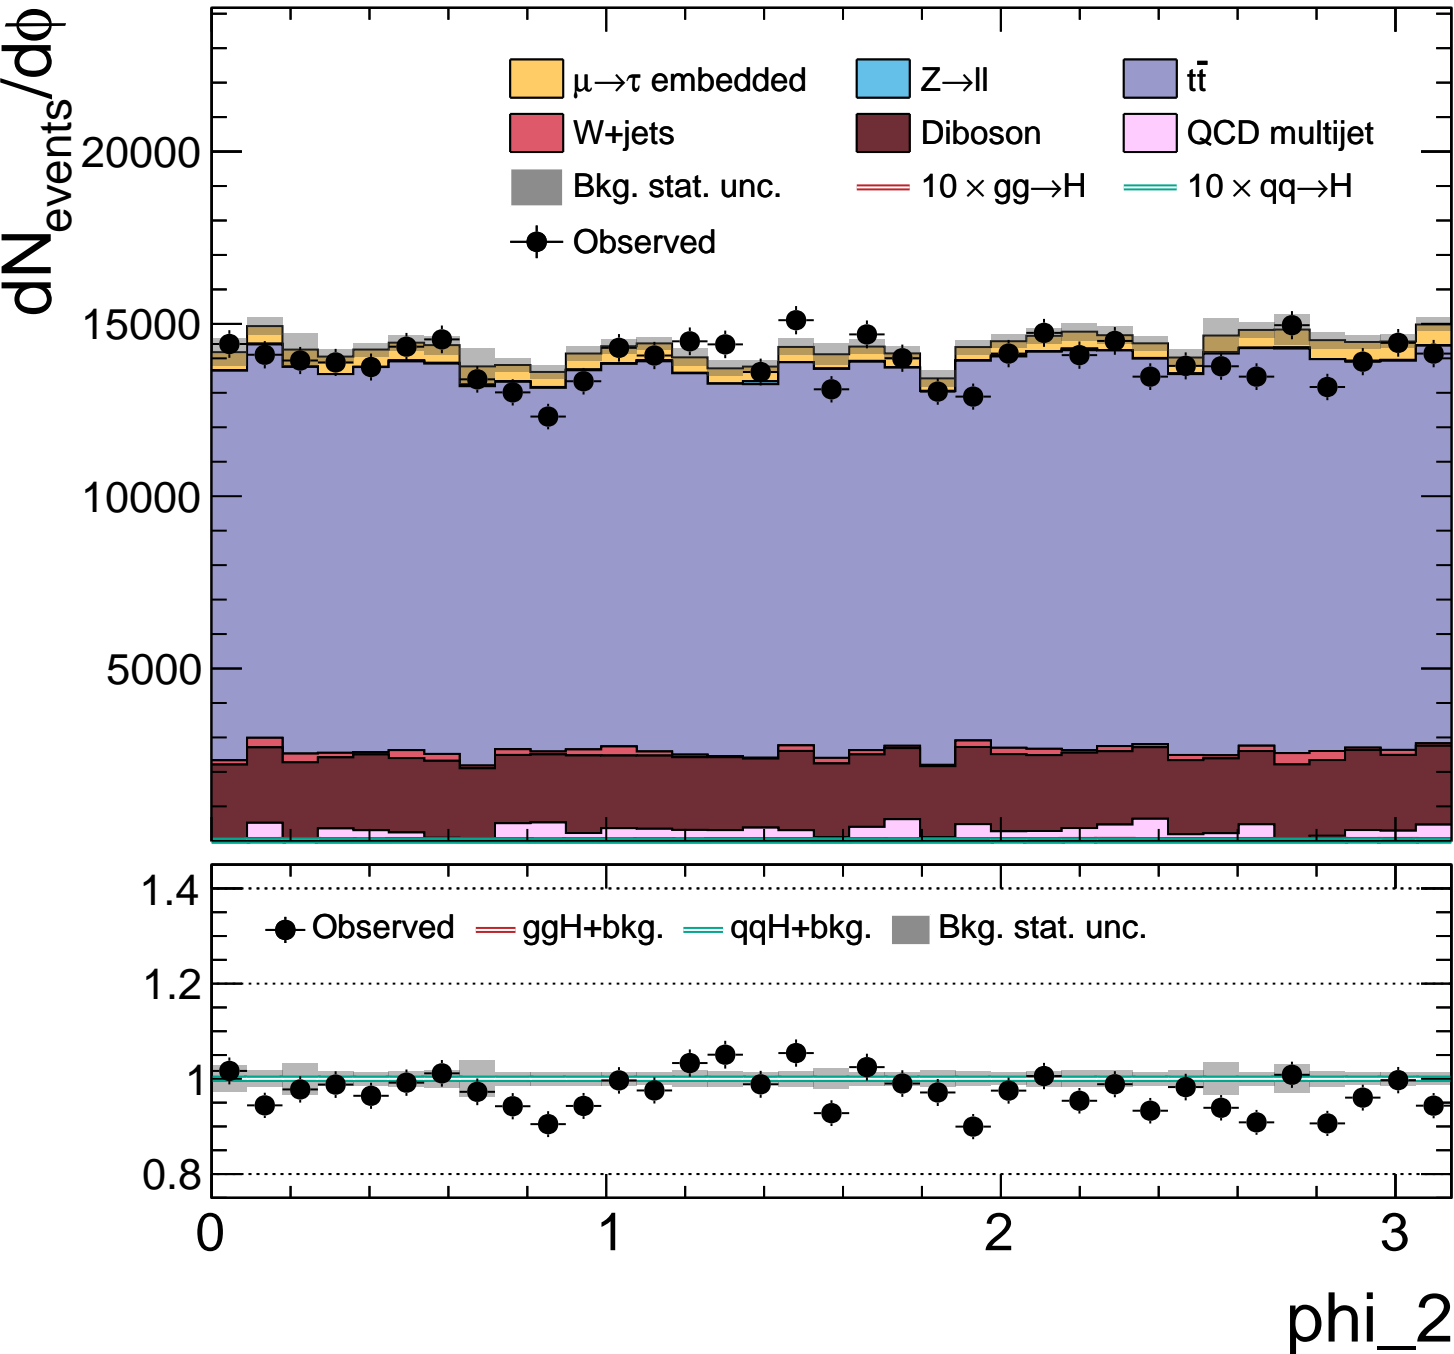 dN_events/dϕ
μ→τ embedded Z→ll tt̄
W+jets Diboson QCD multijet
Bkg. stat. unc. 10 × gg→H 10 × qq→H
Observed
20000
15000
10000
5000
1.4
Observed ggH+bkg. qqH+bkg. Bkg. stat. unc.
1.2
1
0.8
0 1 2 3
phi_2